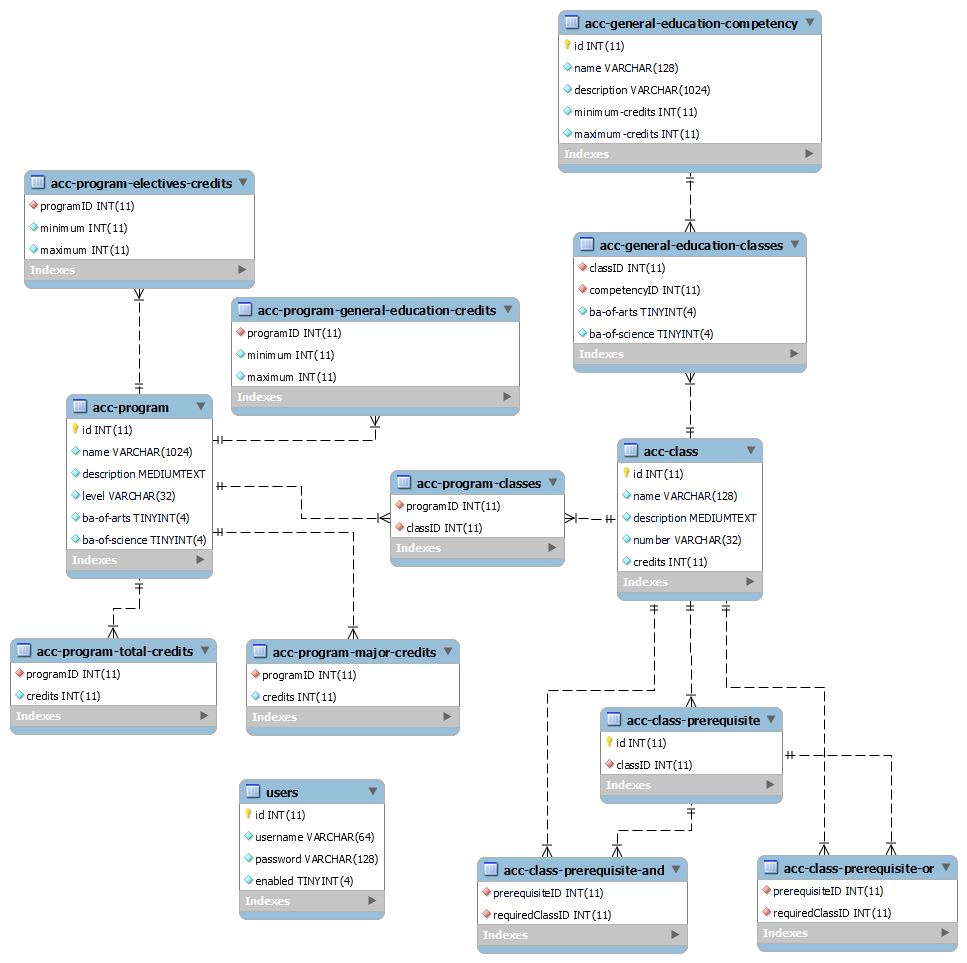 acc-general-education-competency
id INT(11)
name VARCHAR(128)
description VARCHAR(1024)
minimum-credits INT(11)
maximum-credits INT(11)
Indexes
acc-program-electives-credits
programID INT(11)
minimum INT(11)
maximum INT(11)
Indexes
acc-general-education-classes
classID INT(11)
competencyID INT(11)
ba-of-arts TINYINT(4)
ba-of-science TINYINT(4)
Indexes
acc-program-general-education-credits
programID INT(11)
minimum INT(11)
maximum INT(11)
Indexes
acc-program
id INT(11)
name VARCHAR(1024)
description MEDIUMTEXT
level VARCHAR(32)
ba-of-arts TINYINT(4)
ba-of-science TINYINT(4)
Indexes
acc-program-classes
programID INT(11)
classID INT(11)
Indexes
acc-class
id INT(11)
name VARCHAR(128)
description MEDIUMTEXT
number VARCHAR(32)
credits INT(11)
Indexes
acc-program-total-credits
programID INT(11)
credits INT(11)
Indexes
acc-program-major-credits
programID INT(11)
credits INT(11)
Indexes
acc-class-prerequisite
id INT(11)
classID INT(11)
Indexes
users
id INT(11)
username VARCHAR(64)
password VARCHAR(128)
enabled TINYINT(4)
Indexes
acc-class-prerequisite-and
prerequisiteID INT(11)
requiredClassID INT(11)
Indexes
acc-class-prerequisite-or
prerequisiteID INT(11)
requiredClassID INT(11)
Indexes